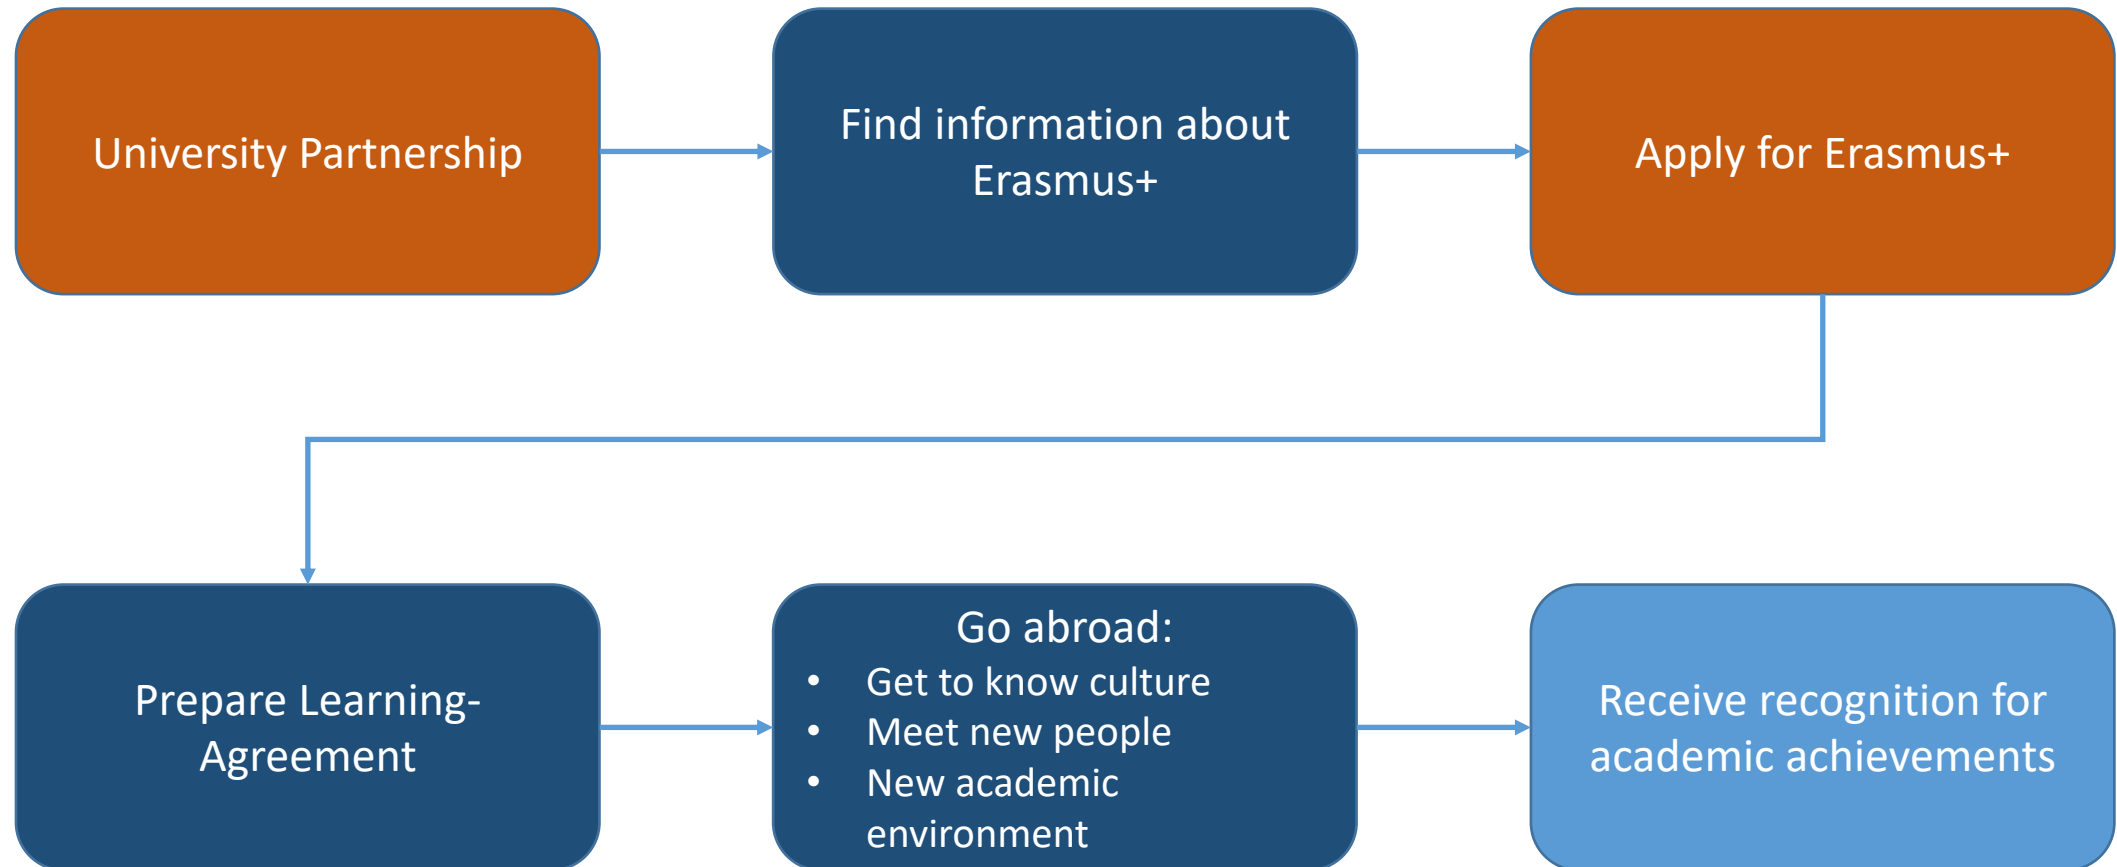 University Partnership
Find information about
Erasmus+
Apply for Erasmus+
Prepare Learning-
Agreement
Go abroad:
• Get to know culture
• Meet new people
• New academic
environment
Receive recognition for
academic achievements